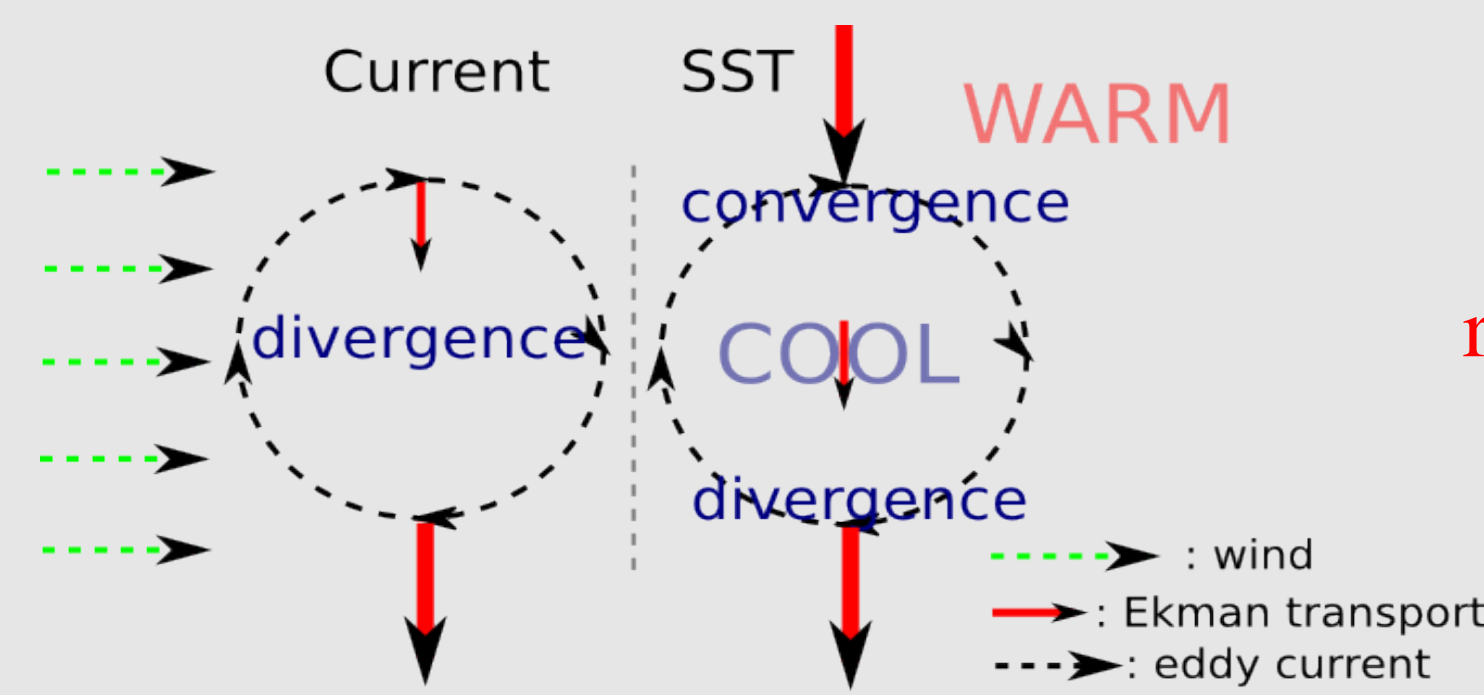 Current
SST
WARM
convergence
divergence
COOL
divergence
: wind
: Ekman transport
: eddy current